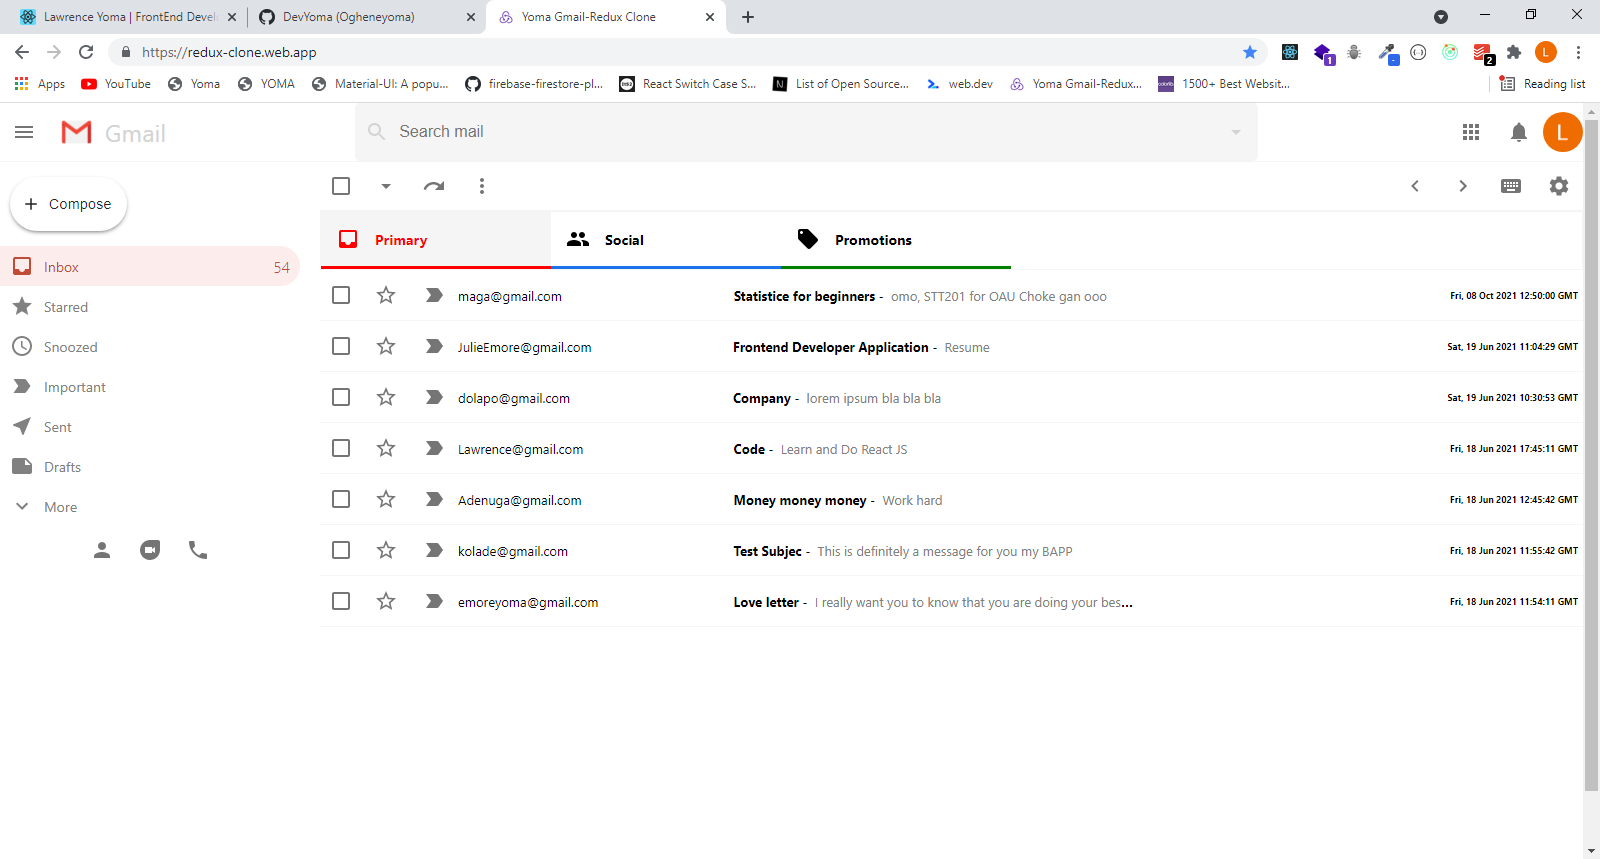 Lawrence Yoma | FrontEnd Devel
DevYoma (Ogheneyoma)
Yoma Gmail-Redux Clone
https://redux-clone.web.app
L
1
2
Apps
YouTube
Yoma
YOMA
Material-UI: A popu...
firebase-firestore-pl...
React Switch Case S...
N
List of Open Source...
web.dev
Yoma Gmail-Redux...
1500+ Best Websit...
Reading list
Gmail
Search mail
L
Compose
Inbox 54
Starred
Snoozed
Important
Sent
Drafts
More
Primary
Social
Promotions
maga@gmail.com Statistice for beginners - omo, STT201 for OAU Choke gan ooo Fri, 08 Oct 2021 12:50:00 GMT
JulieEmore@gmail.com Frontend Developer Application - Resume Sat, 19 Jun 2021 11:04:29 GMT
dolapo@gmail.com Company - lorem ipsum bla bla bla Sat, 19 Jun 2021 10:30:53 GMT
Lawrence@gmail.com Code - Learn and Do React JS Fri, 18 Jun 2021 17:45:11 GMT
Adenuga@gmail.com Money money money - Work hard Fri, 18 Jun 2021 12:45:42 GMT
kolade@gmail.com Test Subjec - This is definitely a message for you my BAPP Fri, 18 Jun 2021 11:55:42 GMT
emoreyoma@gmail.com Love letter - I really want you to know that you are doing your bes... Fri, 18 Jun 2021 11:54:11 GMT